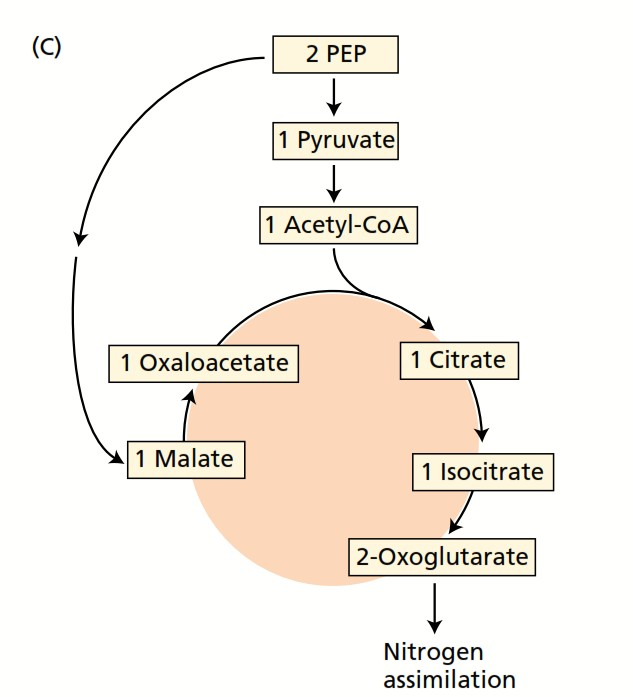 (C)
2 PEP
1 Pyruvate
1 Acetyl-CoA
1 Oxaloacetate
1 Citrate
1 Malate
1 Isocitrate
2-Oxoglutarate
Nitrogen
assimilation